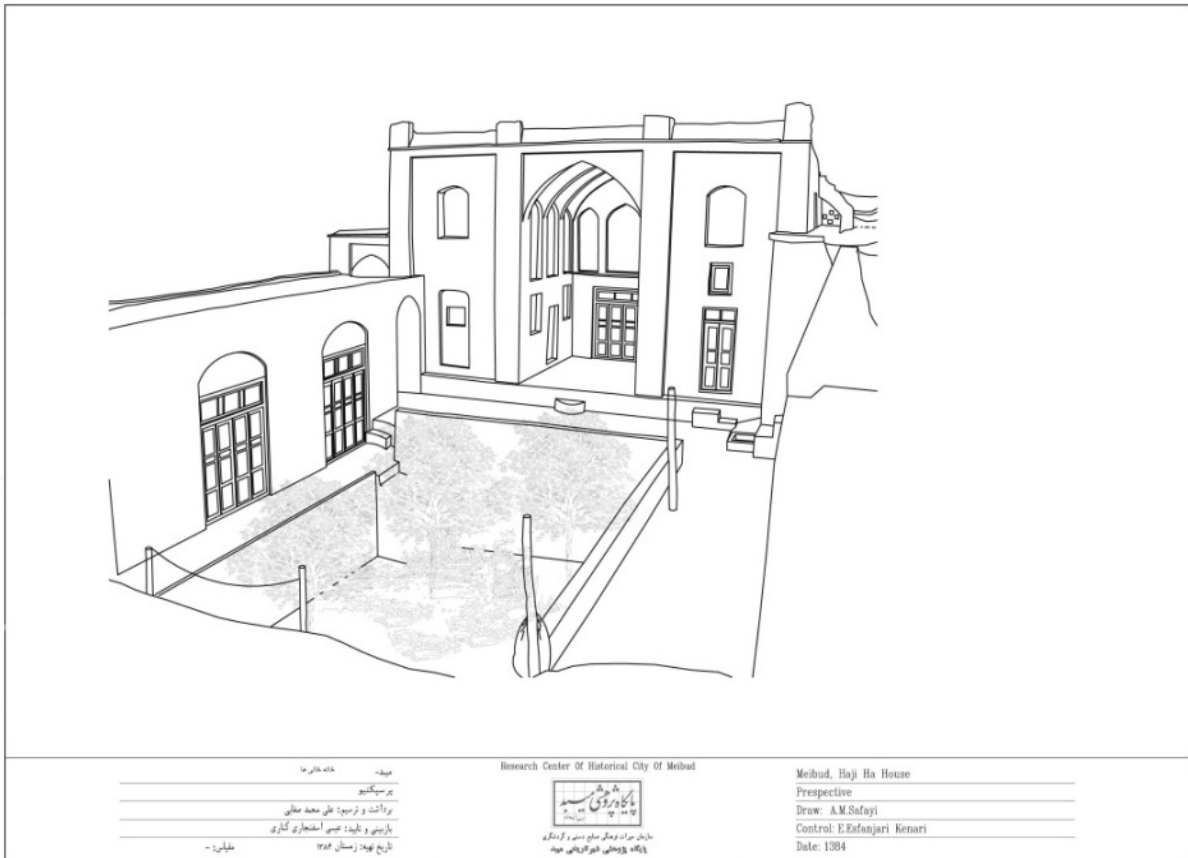 میبد- خانه خانی ها
پرسپکتیو
برداشت و ترسیم: علی محمد صفایی
بازبینی و تایید: عیسی اسفنجاری کناری
تاریخ تهیه: زمستان ۱۳۸۴ مقیاس: -
Research Center Of Historical City Of Meibud
پایگاه پژوهشی میبد
سازمان میراث فرهنگی صنایع دستی و گردشگری
پایگاه پژوهشی شهر تاریخی میبد
Meibud, Haji Ha House
Prespective
Draw: A.M.Safayi
Control: E.Esfanjari Kenari
Date: 1384